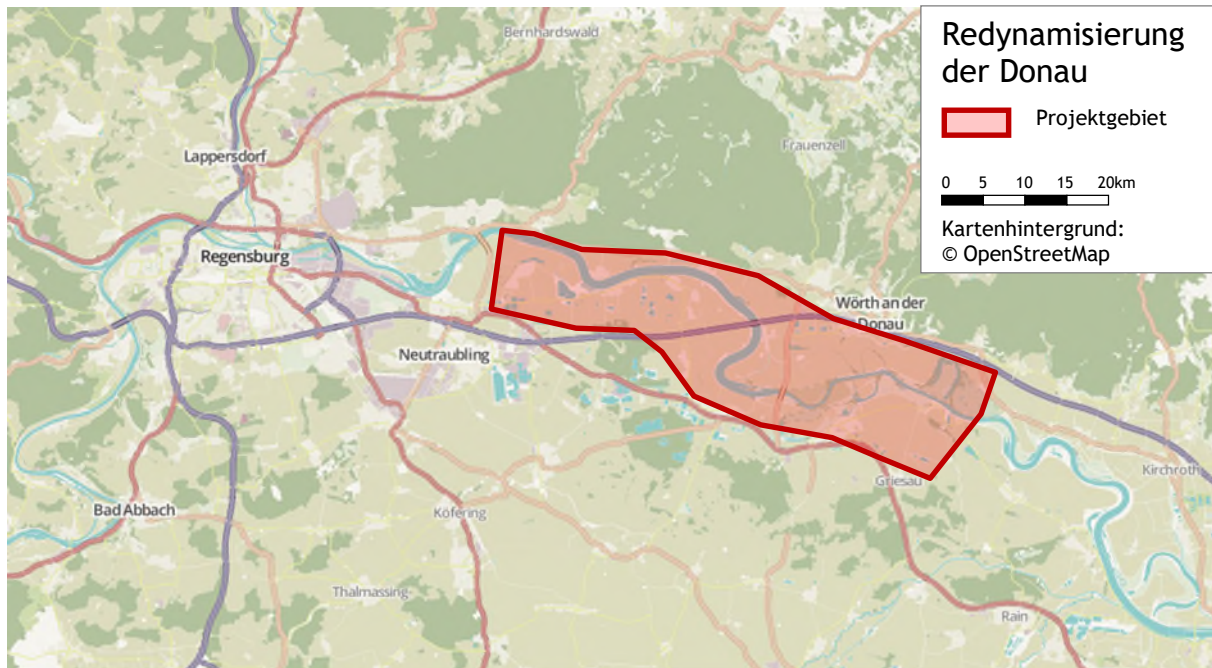 Redynamisierung
der Donau
Projektgebiet
0 5 10 15 20km
Kartenhintergrund:
© OpenStreetMap
Bernhardswald
Frauenzell
Lappersdorf
Regensburg
Wörth an der
Donau
Neutraubling
Kirchroth
Griesau
Bad Abbach
Köfering
Thalmassing
Rain